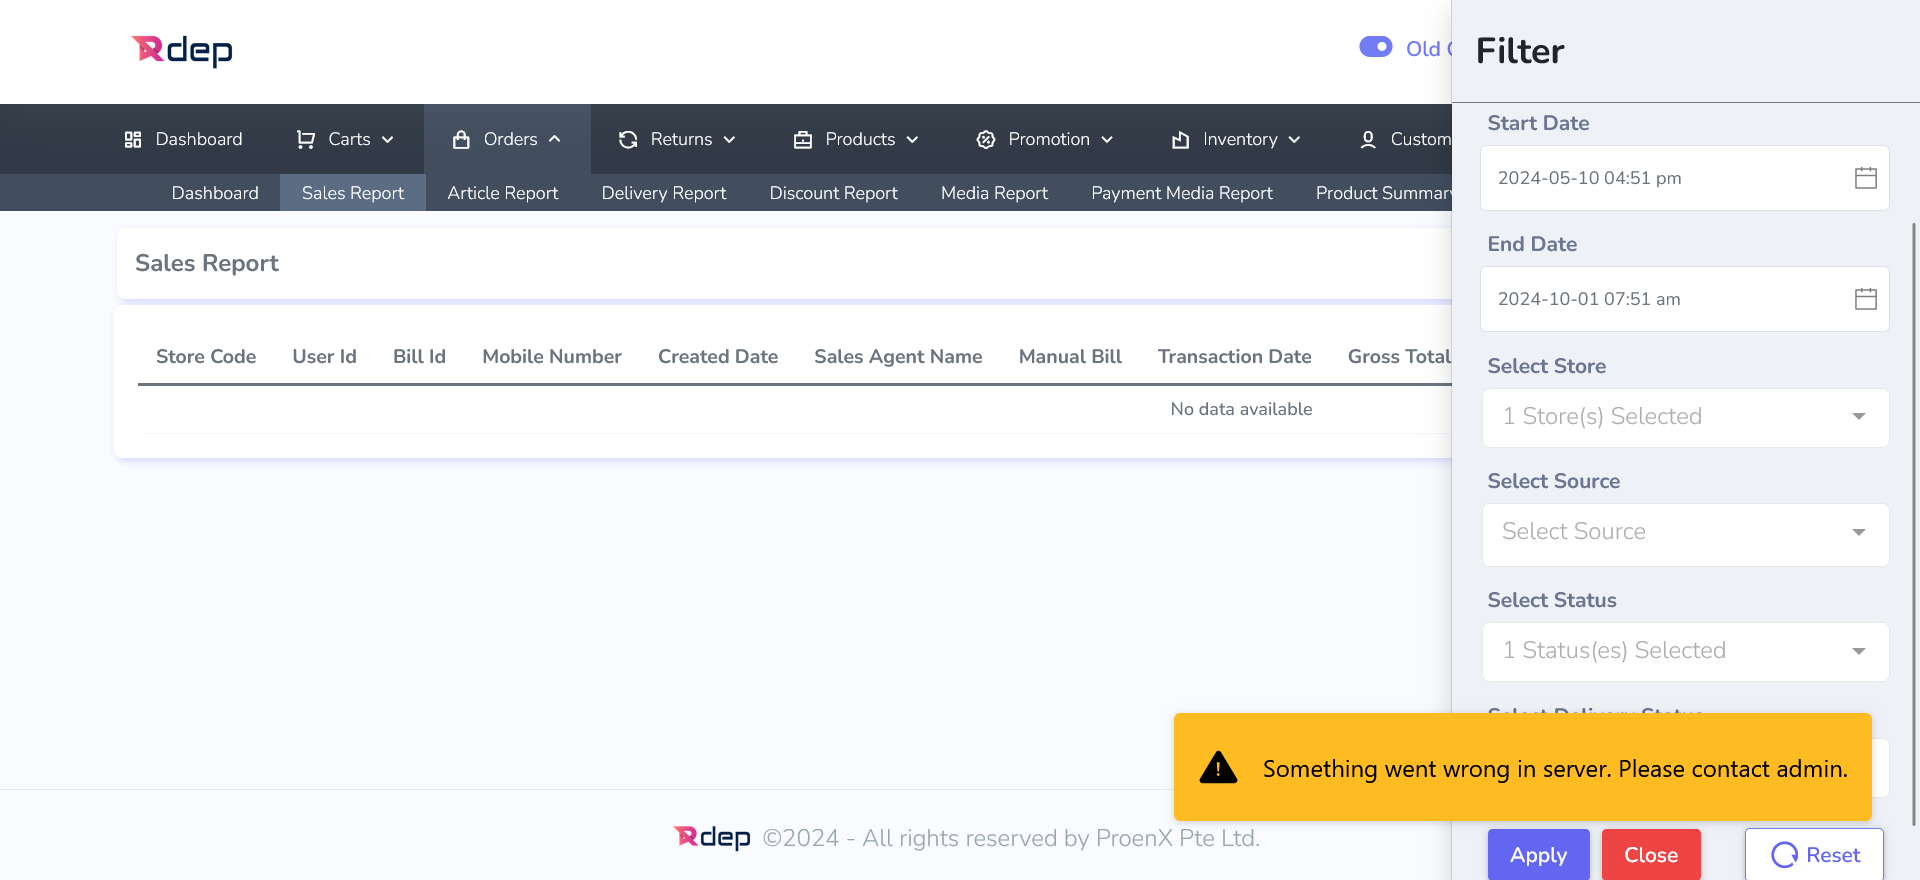 Rdep
Old
Filter
Dashboard Carts Orders Returns Products Promotion Inventory Custom
Dashboard Sales Report Article Report Delivery Report Discount Report Media Report Payment Media Report Product Summary
Sales Report
Store Code User Id Bill Id Mobile Number Created Date Sales Agent Name Manual Bill Transaction Date Gross Total
No data available
Start Date
2024-05-10 04:51 pm
End Date
2024-10-01 07:51 am
Select Store
1 Store(s) Selected
Select Source
Select Source
Select Status
1 Status(es) Selected
Select Delivery Status
Something went wrong in server. Please contact admin.
Apply Close Reset
Rdep ©2024 - All rights reserved by ProenX Pte Ltd.